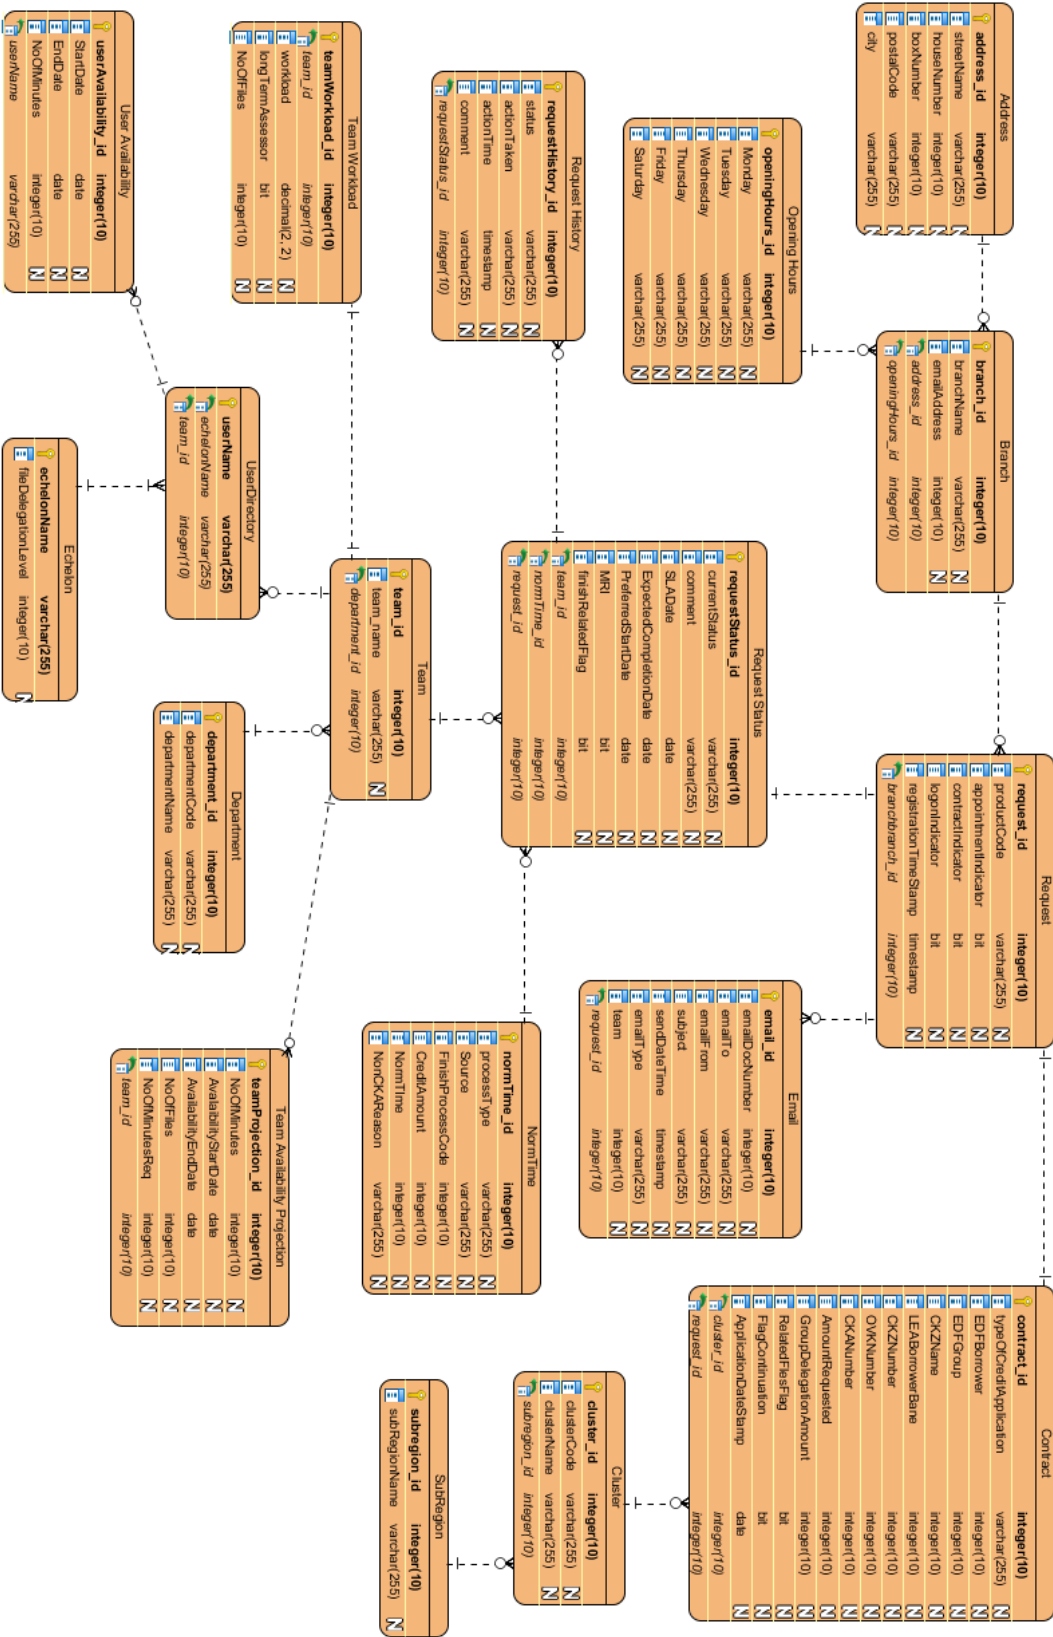 Address
address_id integer(10)
streetName varchar(255) N
houseNumber integer(10) N
boxNumber integer(10) N
postalCode varchar(255) N
city varchar(255) N
Branch
branch_id integer(10)
branchName varchar(255) N
emailAddress integer(10) N
address_id integer(10)
openingHours_id integer(10)
Request
request_id integer(10)
productCode varchar(255) N
appointmentIndicator bit N
contractIndicator bit N
logonIndicator bit N
registrationTimeStamp timestamp N
branchbranch_id integer(10)
Contract
contract_id integer(10)
typeOfCreditApplication varchar(255) N
EDFBorrower integer(10) N
EDFGroup integer(10) N
CKZName integer(10) N
LEABorrowerBane integer(10) N
CKZNumber integer(10) N
OVKNumber integer(10) N
CKANumber integer(10) N
AmountRequested integer(10) N
GroupDelegationAmount integer(10) N
RelatedFlesFlag bit N
FlagContinuation bit N
ApplicationDateStamp date N
cluster_id integer(10)
request_id integer(10)
Opening Hours
openingHours_id integer(10)
Monday varchar(255) N
Tuesday varchar(255) N
Wednesday varchar(255) N
Thursday varchar(255) N
Friday varchar(255) N
Saturday varchar(255) N
Email
email_id integer(10)
emailDocNumber integer(10) N
emailTo varchar(255) N
emailFrom varchar(255) N
subject varchar(255) N
sendDateTime timestamp N
emailType varchar(255) N
team integer(10) N
request_id integer(10)
Request History
requestHistory_id integer(10)
status varchar(255) N
actionTaken varchar(255) N
actionTime timestamp N
comment varchar(255) N
requestStatus_id integer(10)
Request Status
requestStatus_id integer(10)
currentStatus varchar(255) N
comment varchar(255) N
SLADate date N
ExpectedCompletionDate date N
PreferredStartDate date N
MRI bit N
finishRelatedFlag bit N
team_id integer(10)
normTime_id integer(10)
request_id integer(10)
Cluster
cluster_id integer(10)
clusterCode varchar(255) N
clusterName varchar(255) N
subregion_id integer(10)
NormTime
normTime_id integer(10)
processType varchar(255) N
Source varchar(255) N
FinishProcessCode integer(10) N
CreditAmount integer(10) N
NormTIme integer(10) N
NonCKAReason varchar(255) N
SubRegion
subregion_id integer(10)
subRegionName varchar(255) N
Team Workload
teamWorkload_id integer(10)
team_id integer(10)
workload decimal(2, 2) N
longTermAssessor bit N
NoOfFiles integer(10) N
Team
team_id integer(10)
team_name varchar(255) N
department_id integer(10)
UserDirectory
userName varchar(255)
echelonName varchar(255)
team_id integer(10)
Department
department_id integer(10)
departmentCode varchar(255) N
departmentName varchar(255) N
Team Availability Projection
teamProjection_id integer(10)
NoOfMinutes integer(10) N
AvalaibilityStartDate date N
AvailabilityEndDate date N
NoOfFiles integer(10) N
NoOfMinutesReq integer(10) N
team_id integer(10)
User Availability
userAvailability_id integer(10)
StartDate date N
EndDate date N
NoOfMinutes integer(10) N
userName varchar(255)
Echelon
echelonName varchar(255)
fileDelegationLevel integer(10) N